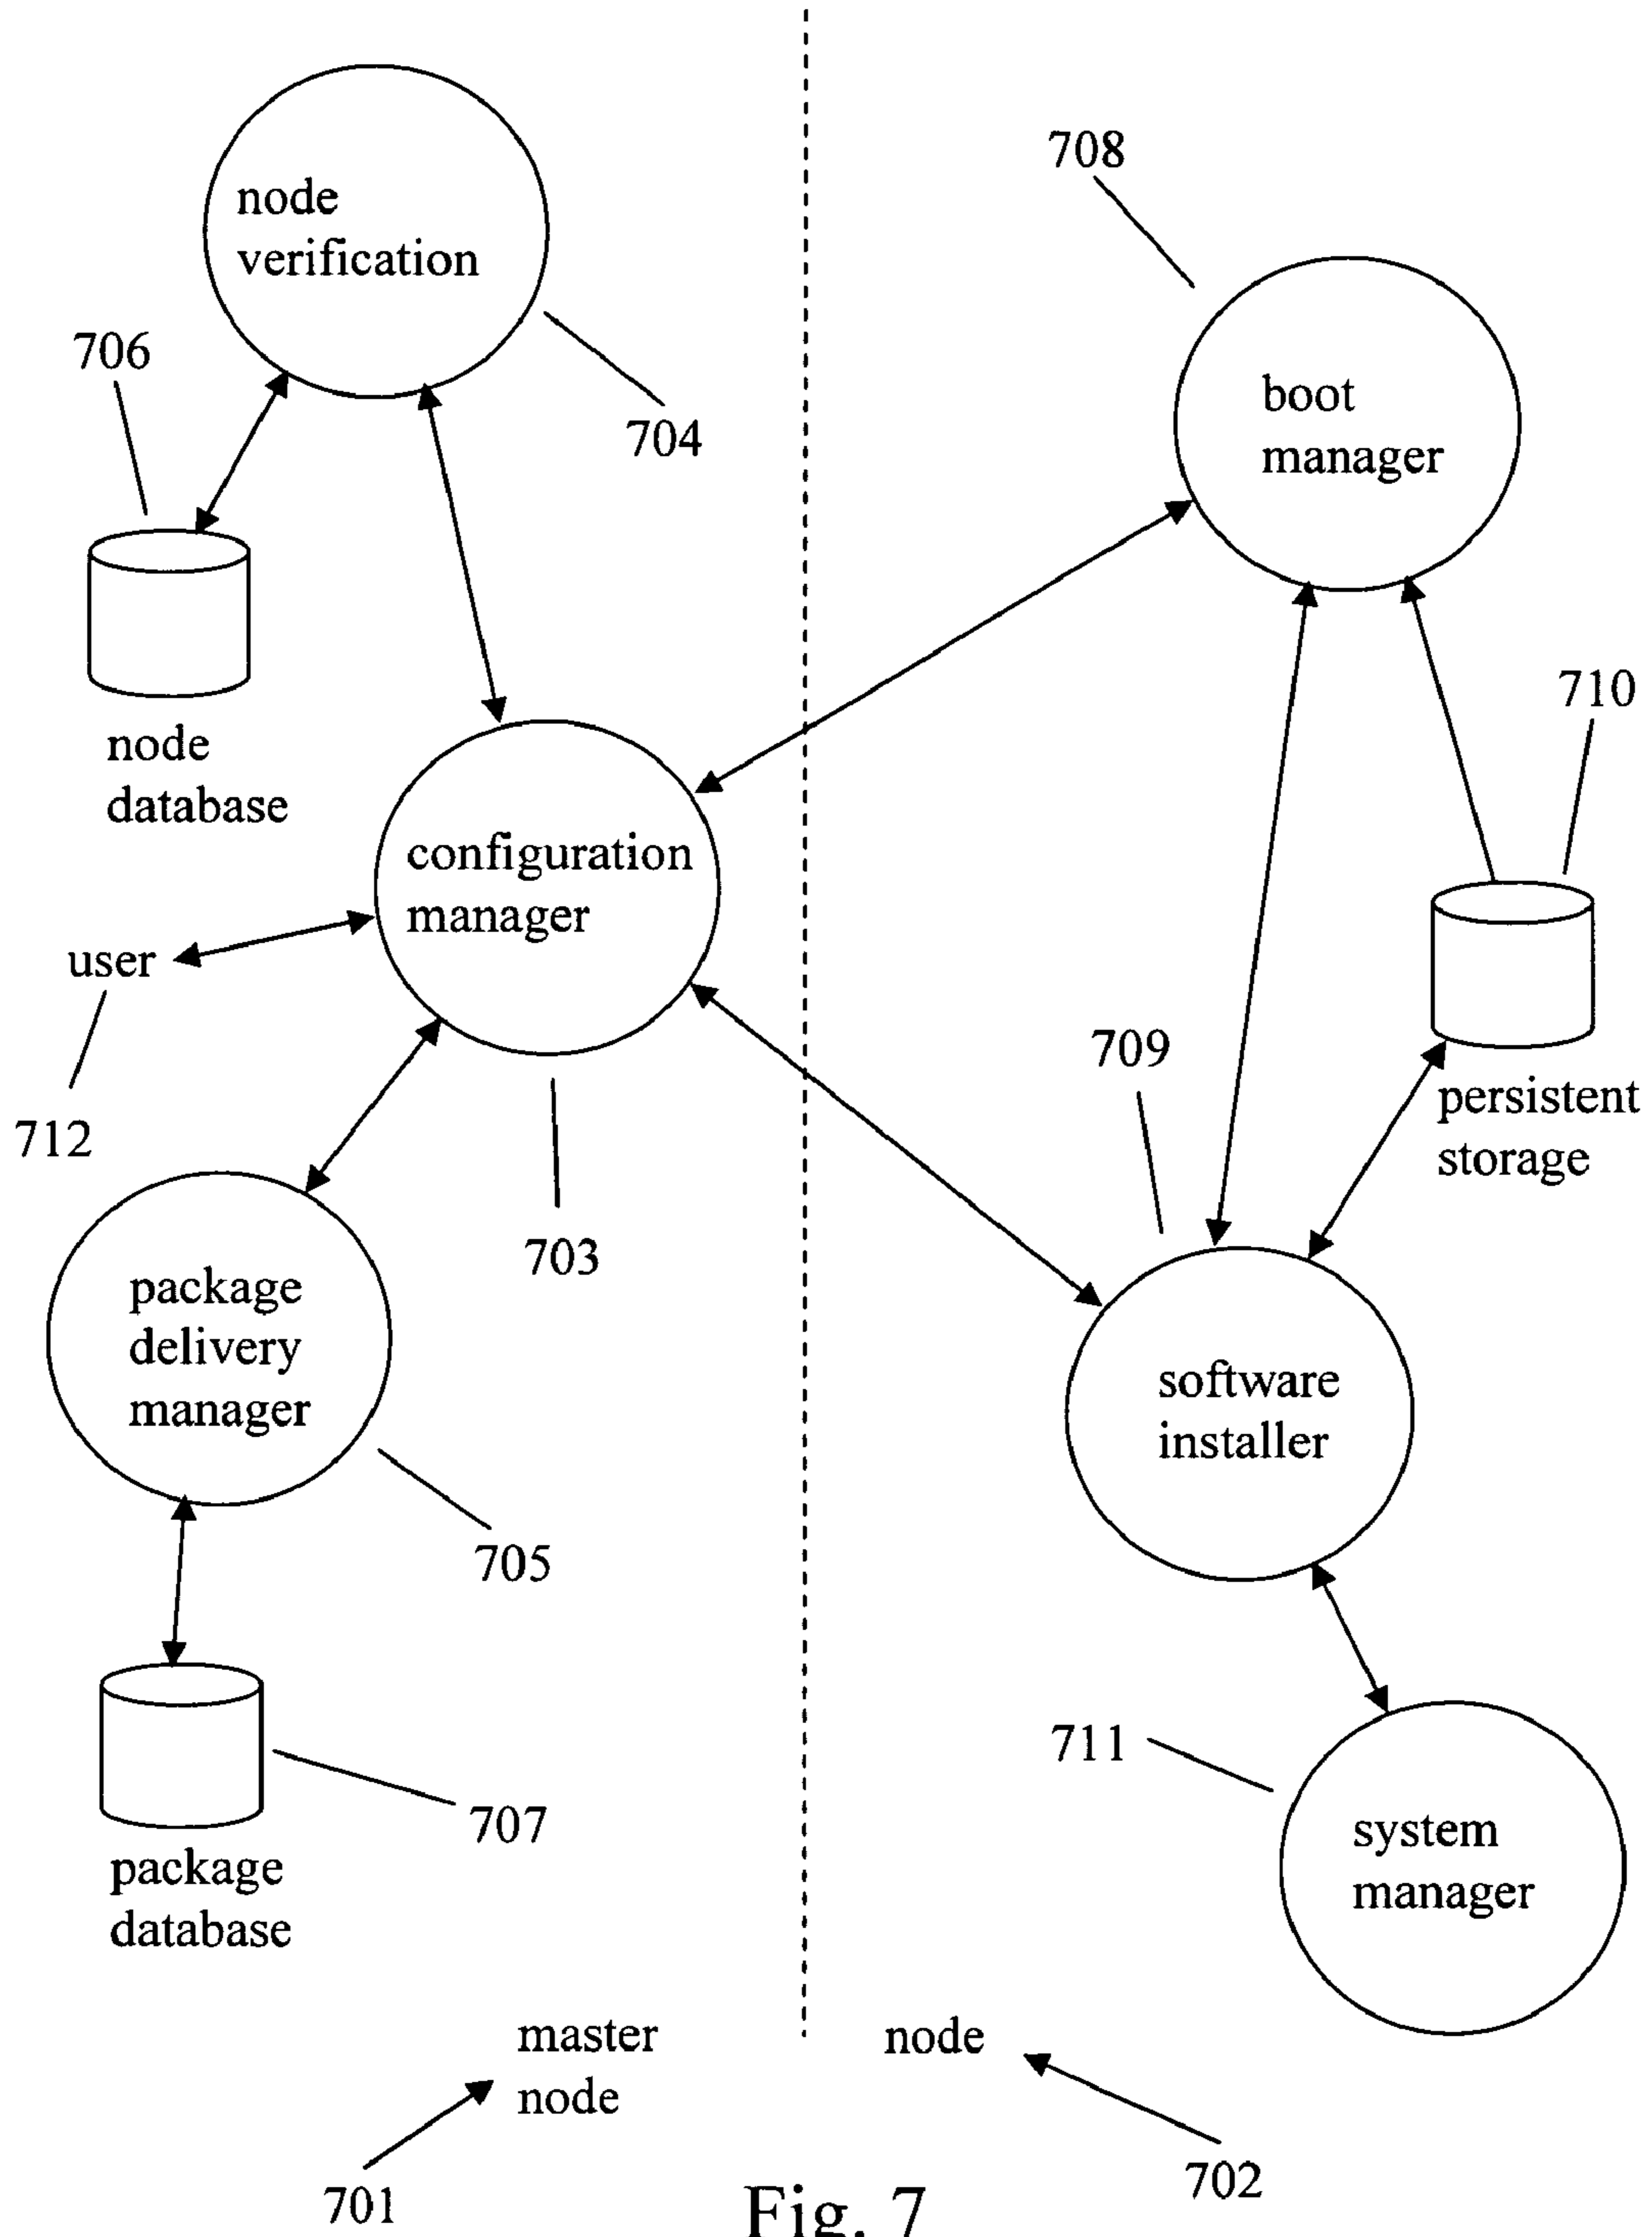 node
verification
704
706
node
database
configuration
manager
user
712
703
package
delivery
manager
705
707
package
database
708
boot
manager
710
persistent
storage
709
software
installer
711
system
manager
master
node
701
node
702
Fig. 7